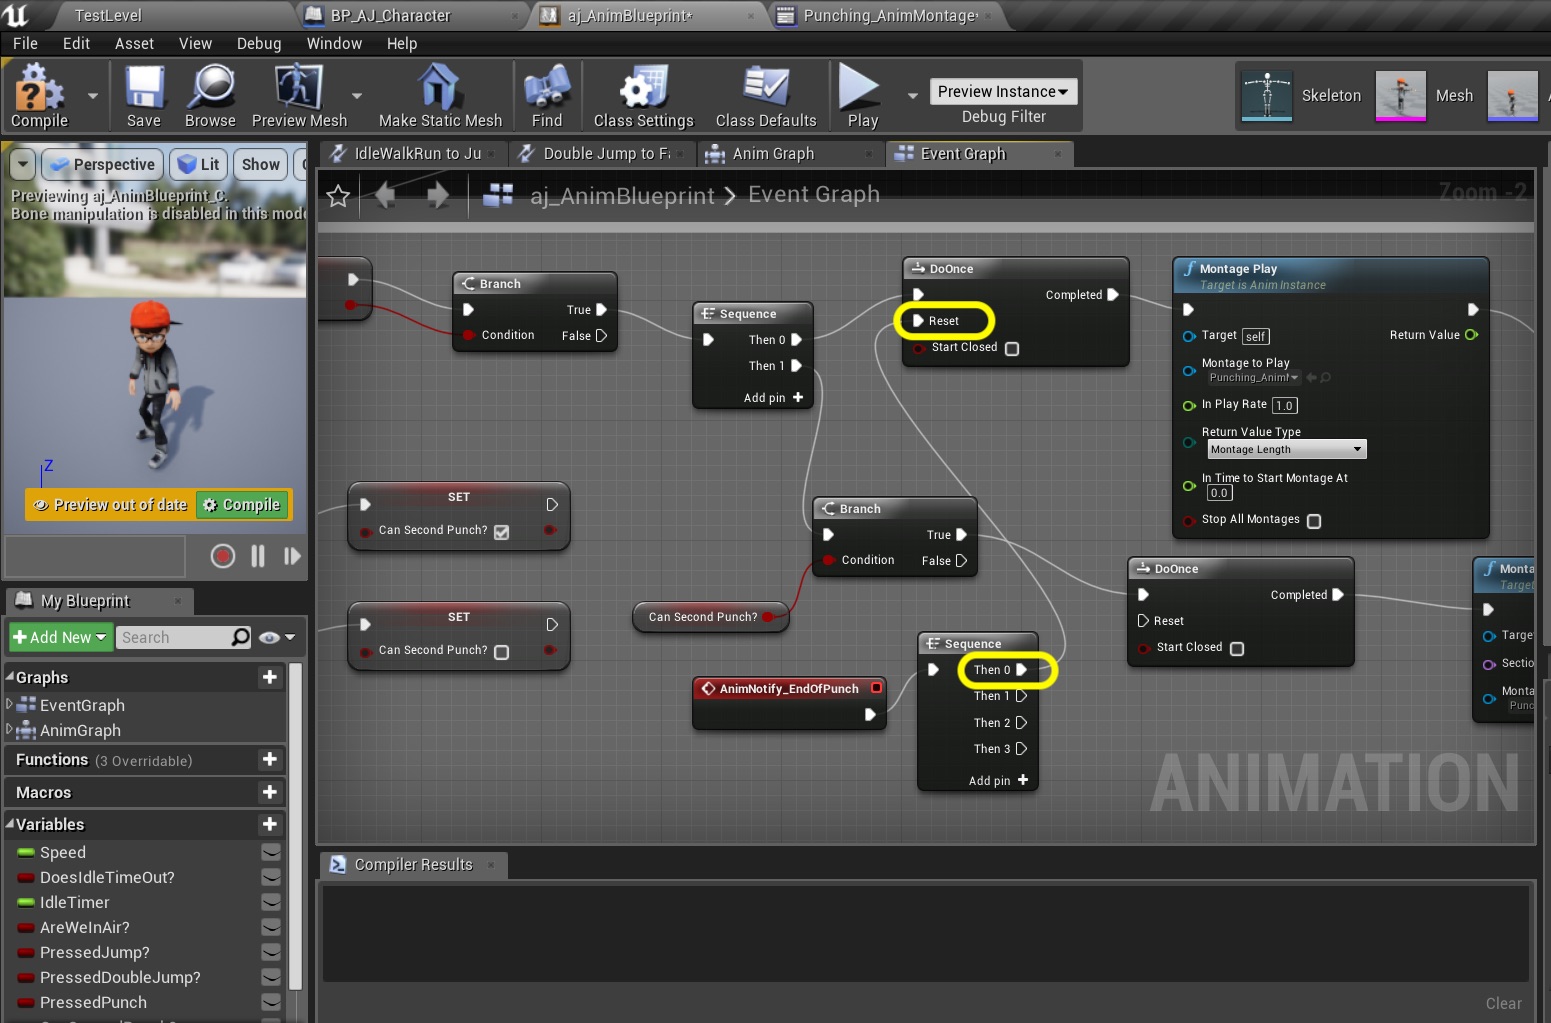 TestLevel
BP_AJ_Character
aj_AnimBlueprint*
Punching_AnimMontage*
File Edit Asset View Debug Window Help
Compile
Save
Browse
Preview Mesh
Make Static Mesh
Find
Class Settings
Class Defaults
Play
Preview Instance
Debug Filter
Skeleton
Mesh
Perspective
Lit
Show
Previewing aj_AnimBlueprint_C.
Bone manipulation is disabled in this mode
Z
Preview out of date
Compile
My Blueprint
Add New
Search
Graphs
EventGraph
AnimGraph
Functions (3 Overridable)
Macros
Variables
Speed
DoesIdleTimeOut?
IdleTimer
AreWeInAir?
PressedJump?
PressedDoubleJump?
PressedPunch
IdleWalkRun to Ju
Double Jump to Fa
Anim Graph
Event Graph
aj_AnimBlueprint > Event Graph
Zoom -2
Branch
True
Condition
False
Sequence
Then 0
Then 1
Add pin +
DoOnce
Completed
Reset
Start Closed
Montage Play
Target is Anim Instance
Target self
Return Value
Montage to Play
Punching_AnimM
In Play Rate 1.0
Return Value Type
Montage Length
In Time to Start Montage At
0.0
Stop All Montages
SET
Can Second Punch?
SET
Can Second Punch?
Branch
True
Condition
False
Can Second Punch?
AnimNotify_EndOfPunch
Sequence
Then 0
Then 1
Then 2
Then 3
Add pin +
DoOnce
Completed
Reset
Start Closed
Monta
Target
Targe
Sectio
Monta
Punc
ANIMATION
Compiler Results
Clear